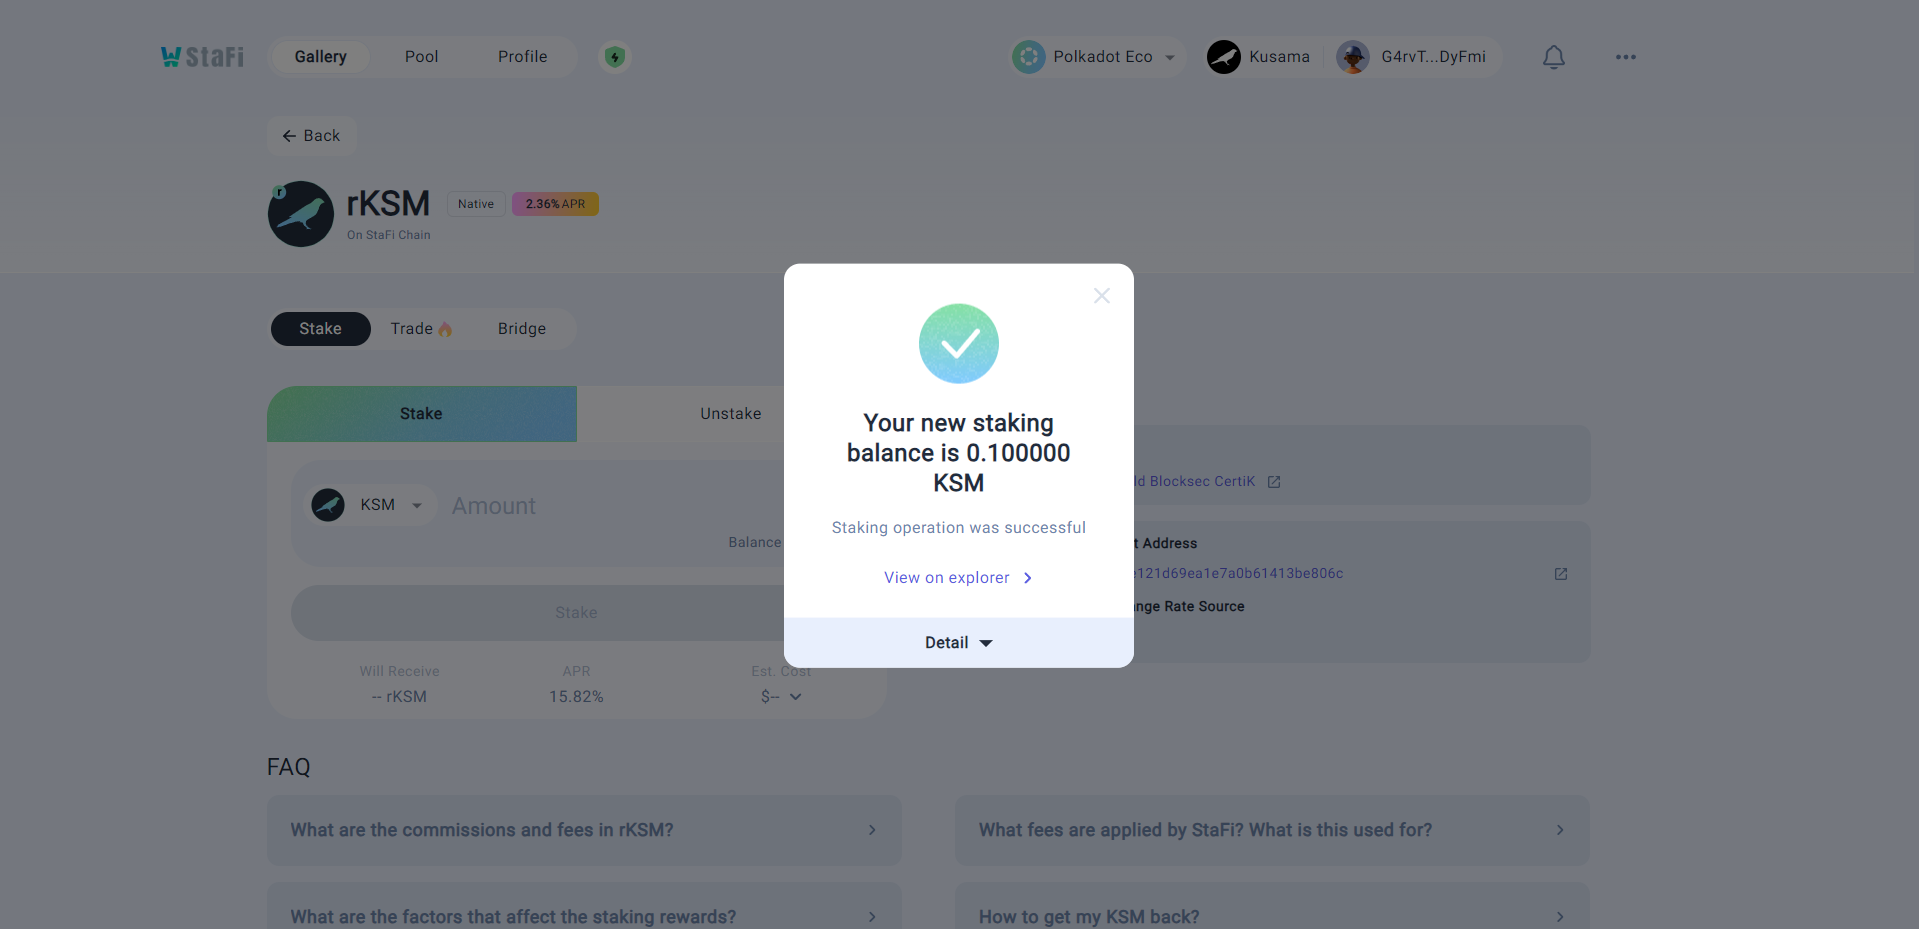 StaFi
Gallery
Pool
Profile
Polkadot Eco
Kusama
G4rvT...DyFmi
Back
r
rKSM
Native
2.36% APR
On StaFi Chain
Stake
Trade
Bridge
Stake
Unstake
KSM
Amount
Balance
Stake
Will Receive
APR
Est. Cost
-- rKSM
15.82%
$--
Your new staking
balance is 0.100000
KSM
Staking operation was successful
View on explorer
Detail
Blocksec CertiK
Address
e121d69ea1e7a0b61413be806c
Rate Source
FAQ
What are the commissions and fees in rKSM?
What fees are applied by StaFi? What is this used for?
What are the factors that affect the staking rewards?
How to get my KSM back?